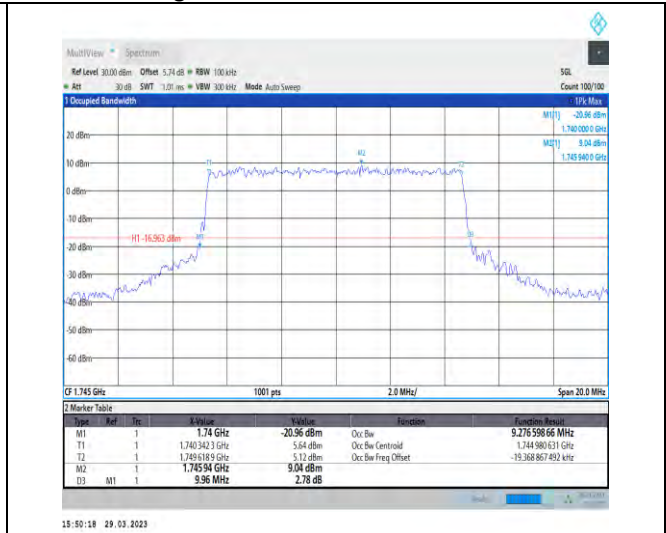 MultiView Spectrum
Ref Level 30.00 dBm Offset 5.74 dB RBW 100 kHz SGL
Att 30 dB SWT 1.01 ms VBW 300 kHz Mode Auto Sweep Count 100/100
1 Occupied Bandwidth 1Pk Max
M1[1] -20.96 dBm
1.740 000 0 GHz
M2[1] 9.04 dBm
1.745 940 0 GHz
20 dBm
M2
10 dBm
T1 T2
0 dBm
-10 dBm
H1 -16.963 dBm
M1 D3
-20 dBm
-30 dBm
-40 dBm
-50 dBm
-60 dBm
CF 1.745 GHz 1001 pts 2.0 MHz/ Span 20.0 MHz
2 Marker Table
Type Ref Trc X-Value Y-Value Function Function Result
M1 1 1.74 GHz -20.96 dBm Occ Bw 9.276 598 66 MHz
T1 1 1.740 342 3 GHz 5.64 dBm Occ Bw Centroid 1.744 980 631 GHz
T2 1 1.749 618 9 GHz 5.12 dBm Occ Bw Freq Offset -19.368 867 492 kHz
M2 1 1.745 94 GHz 9.04 dBm
D3 M1 1 9.96 MHz 2.78 dB
15:50:18 29.03.2023